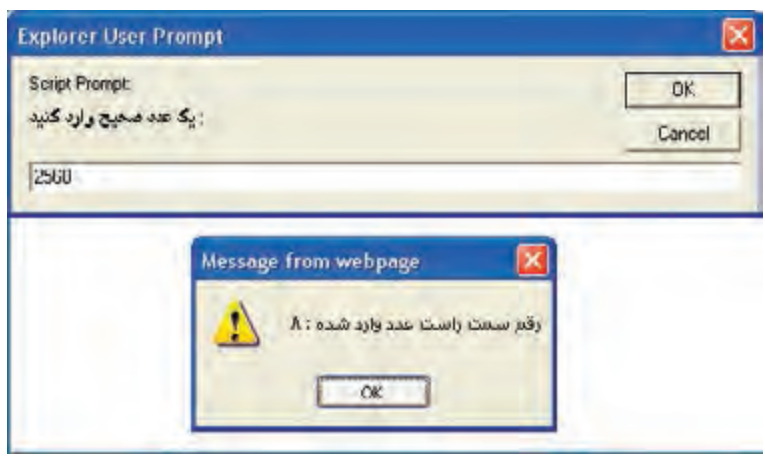 Explorer User Prompt
Script Prompt:
OK
یک عدد صحیح وارد کنید :
Cancel
Message from webpage
رقم سمت راست عدد وارد شده : ۸
OK